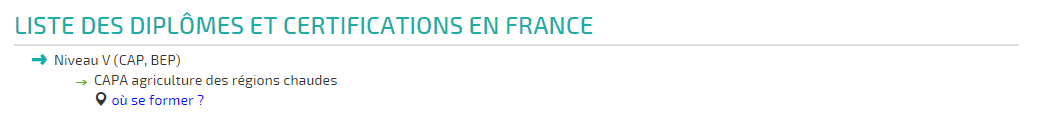 LISTE DES DIPLÔMES ET CERTIFICATIONS EN FRANCE
Niveau V (CAP, BEP)
CAPA agriculture des régions chaudes
où se former ?